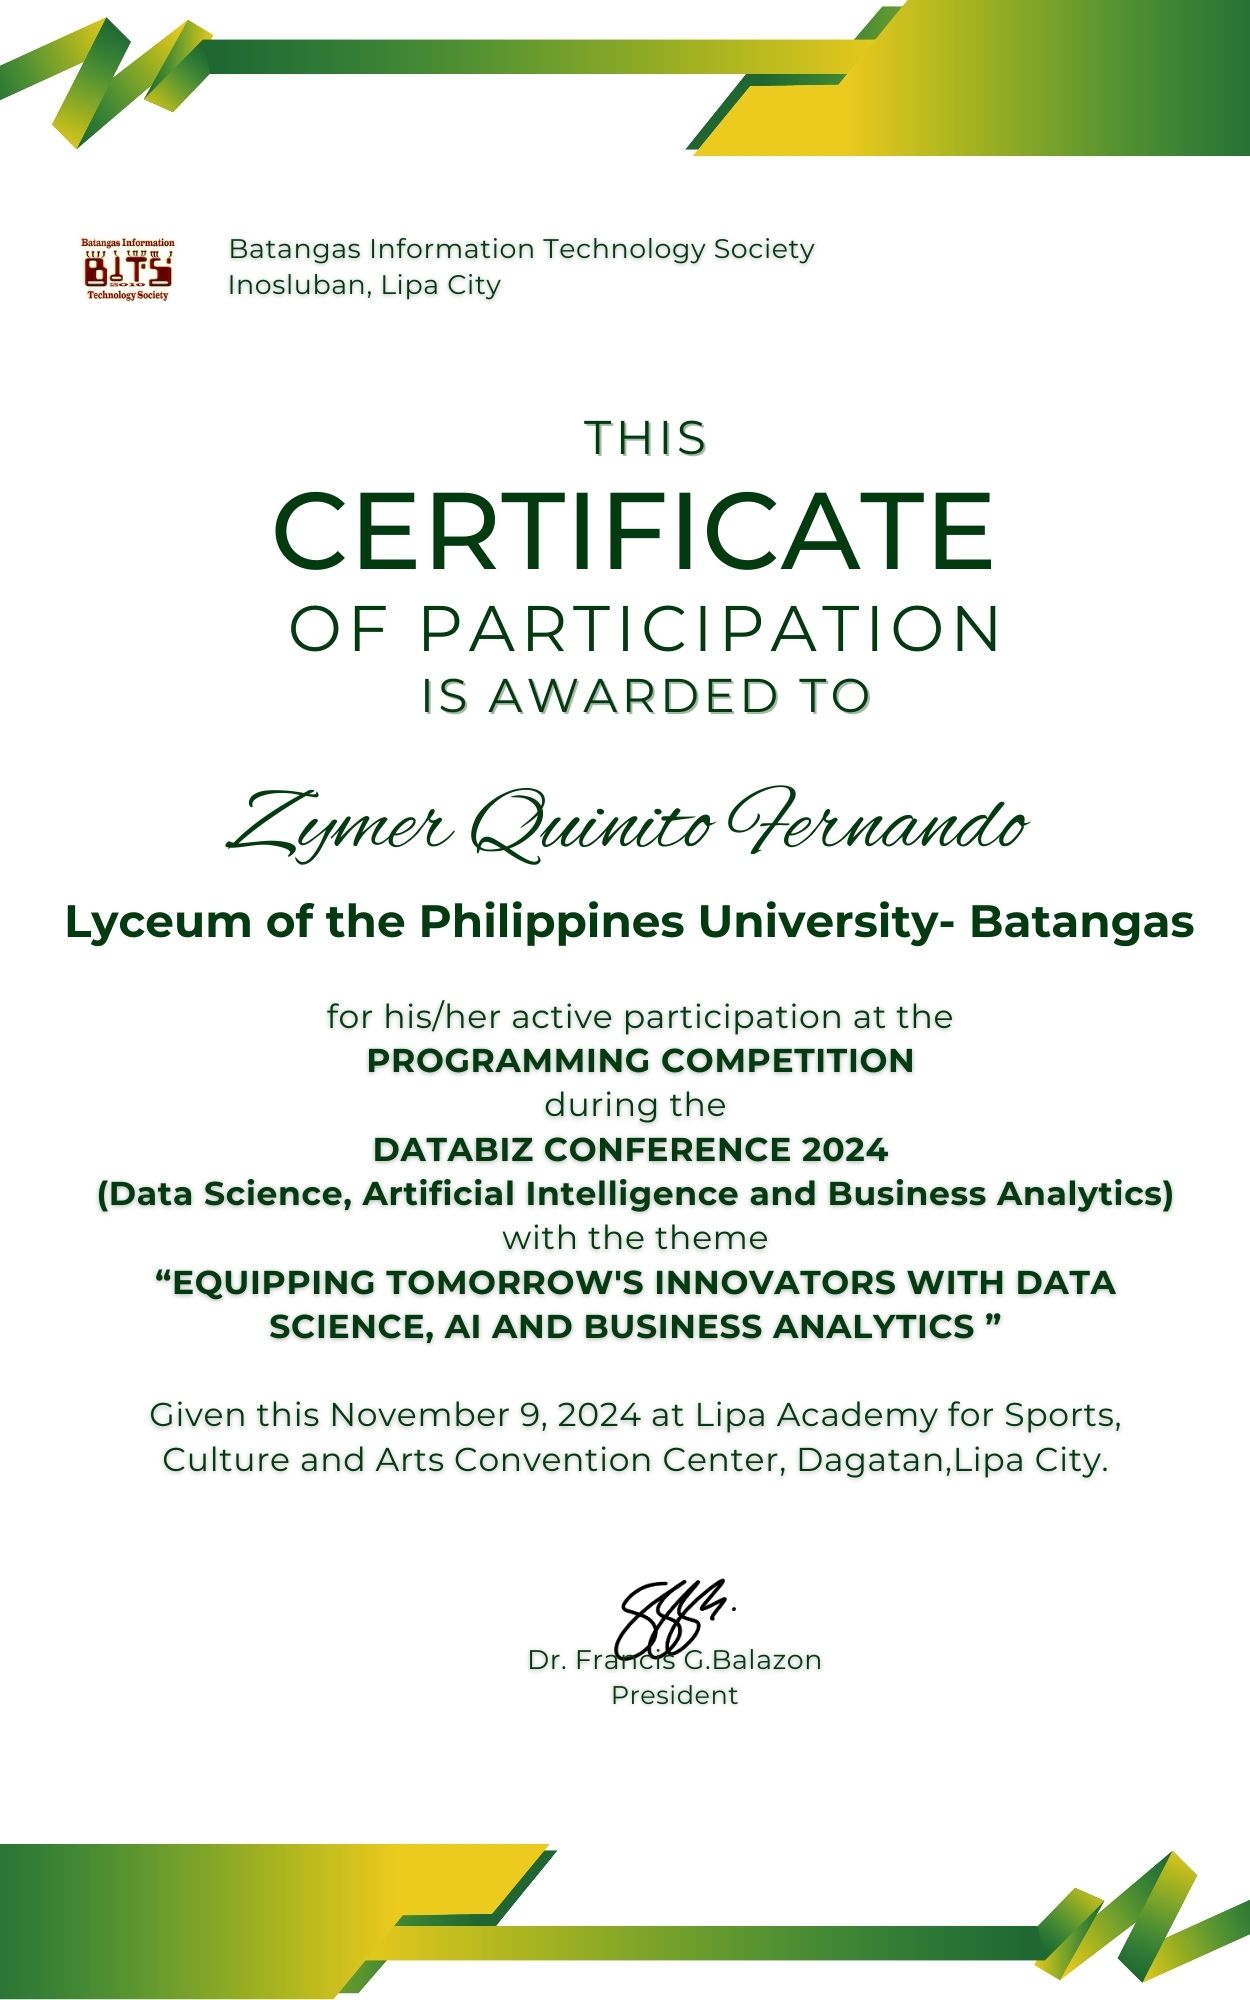 Batangas Information
BITS
2010
Technology Society
Batangas Information Technology Society
Inosluban, Lipa City
THIS
CERTIFICATE
OF PARTICIPATION
IS AWARDED TO
Zymer Quinito Fernando
Lyceum of the Philippines University- Batangas
for his/her active participation at the
PROGRAMMING COMPETITION
during the
DATABIZ CONFERENCE 2024
(Data Science, Artificial Intelligence and Business Analytics)
with the theme
“EQUIPPING TOMORROW'S INNOVATORS WITH DATA
SCIENCE, AI AND BUSINESS ANALYTICS ”
Given this November 9, 2024 at Lipa Academy for Sports,
Culture and Arts Convention Center, Dagatan,Lipa City.
Dr. Francis G.Balazon
President